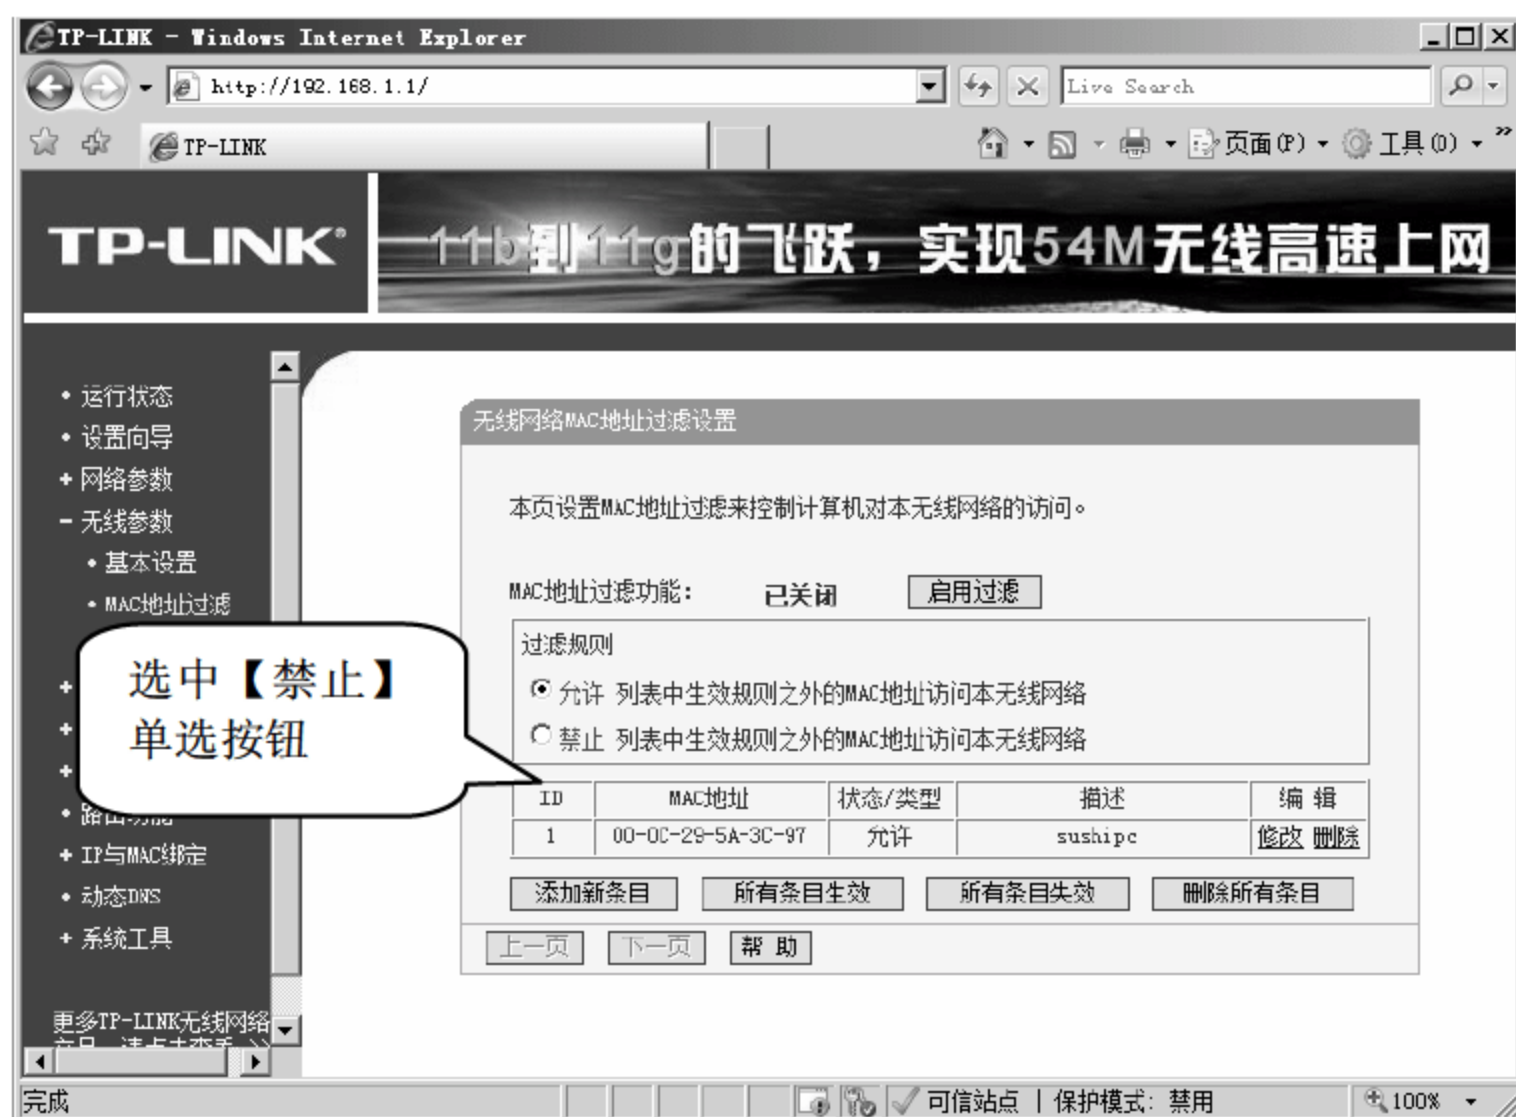 TP-LINK - Windows Internet Explorer
http://192.168.1.1/
Live Search
TP-LINK
页面(P)
工具(O)
TP-LINK®
11b到11g的飞跃，实现54M无线高速上网
• 运行状态
• 设置向导
+ 网络参数
- 无线参数
• 基本设置
• MAC地址过滤
选中【禁止】
单选按钮
+ IP与MAC绑定
• 动态DNS
+ 系统工具
更多TP-LINK无线网络
无线网络MAC地址过滤设置
本页设置MAC地址过滤来控制计算机对本无线网络的访问。
MAC地址过滤功能： 已关闭 启用过滤
过滤规则
允许 列表中生效规则之外的MAC地址访问本无线网络
禁止 列表中生效规则之外的MAC地址访问本无线网络
ID MAC地址 状态/类型 描述 编 辑
1 00-0C-29-5A-3C-97 允许 sushipc 修改 删除
添加新条目 所有条目生效 所有条目失效 删除所有条目
上一页 下一页 帮 助
完成
可信站点 | 保护模式: 禁用
100%